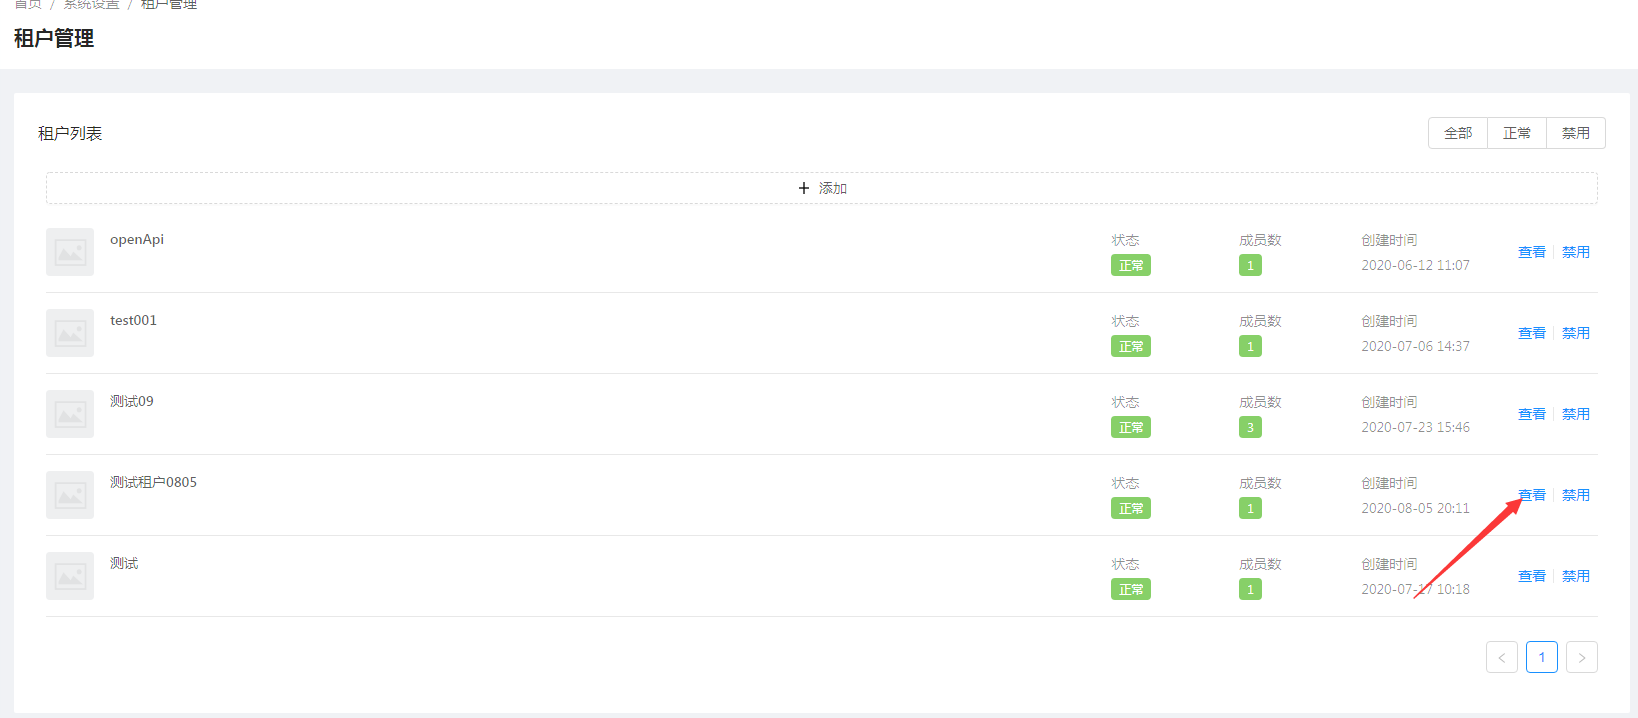 首页 / 系统设置 / 租户管理
租户管理
租户列表
全部 正常 禁用
+ 添加
openApi 状态 成员数 创建时间 查看 禁用
正常 1 2020-06-12 11:07
test001 状态 成员数 创建时间 查看 禁用
正常 1 2020-07-06 14:37
测试09 状态 成员数 创建时间 查看 禁用
正常 3 2020-07-23 15:46
测试租户0805 状态 成员数 创建时间 查看 禁用
正常 1 2020-08-05 20:11
测试 状态 成员数 创建时间 查看 禁用
正常 1 2020-07-17 10:18
< 1 >